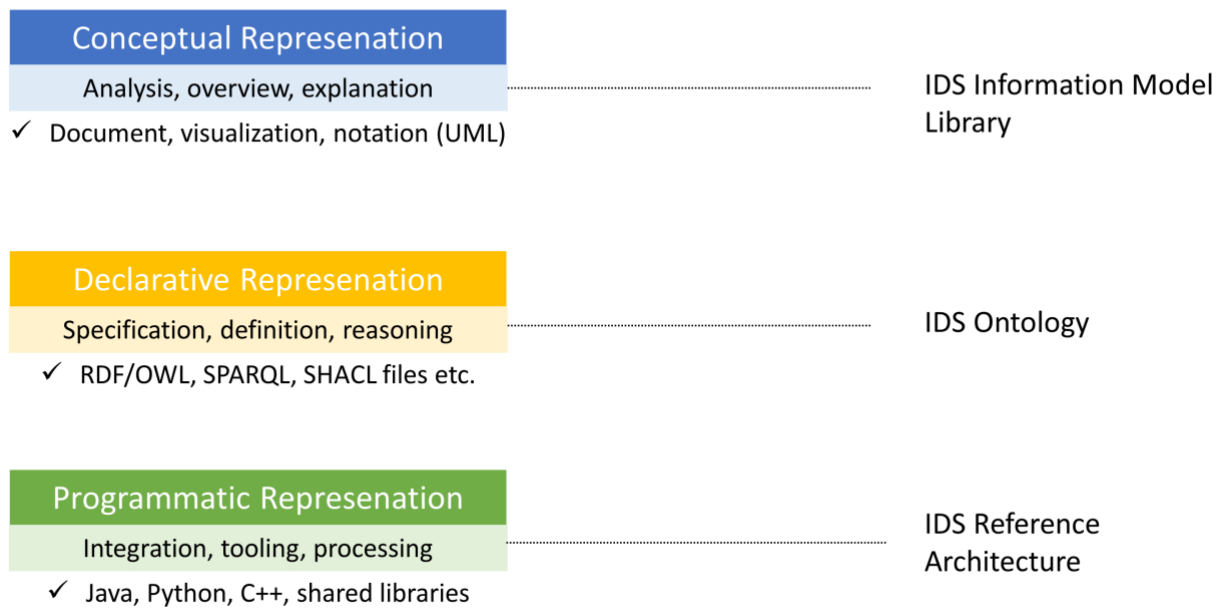 Conceptual Represenation
Analysis, overview, explanation
✓ Document, visualization, notation (UML)
IDS Information Model
Library
Declarative Represenation
Specification, definition, reasoning
✓ RDF/OWL, SPARQL, SHACL files etc.
IDS Ontology
Programmatic Represenation
Integration, tooling, processing
✓ Java, Python, C++, shared libraries
IDS Reference
Architecture